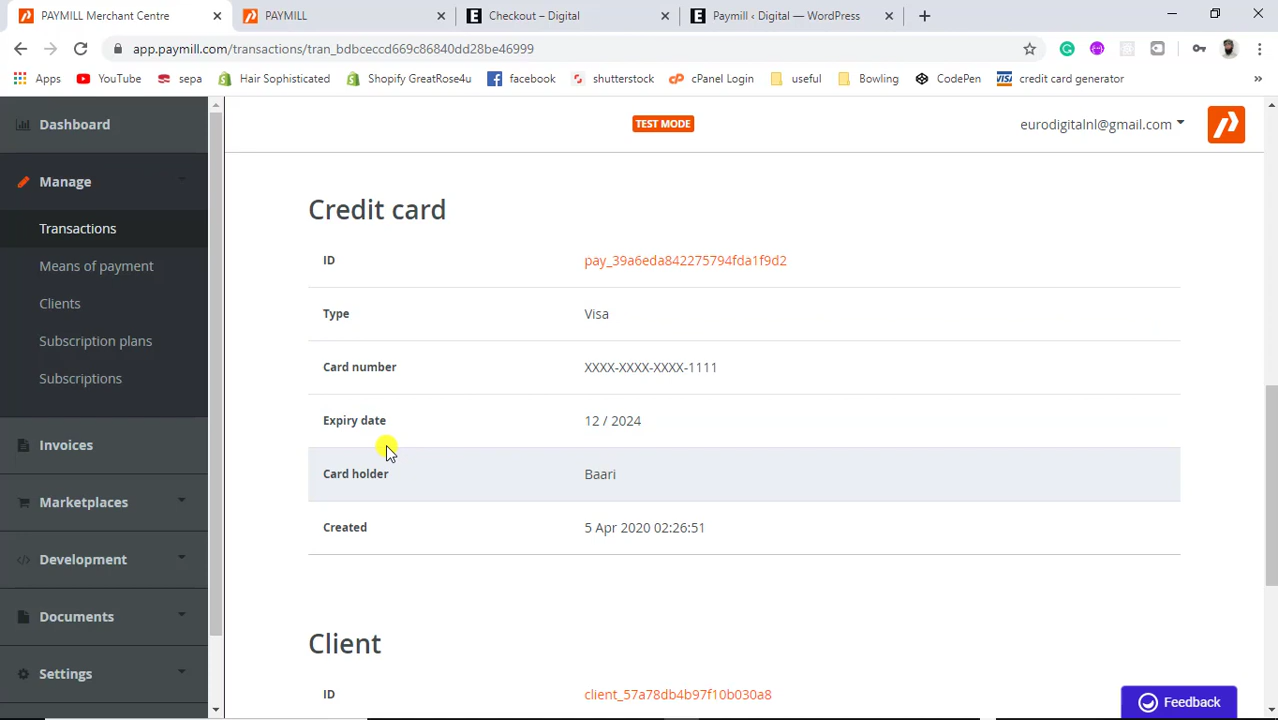 PAYMILL Merchant Centre
PAYMILL
Checkout – Digital
Paymill ‹ Digital — WordPress
app.paymill.com/transactions/tran_bdbceccd669c86840dd28be46999
Apps
YouTube
sepa
Hair Sophisticated
Shopify GreatRos4u
facebook
shutterstock
cP cPanel Login
useful
Bowling
CodePen
VISA credit card generator
»
Dashboard
TEST MODE
eurodigitalnl@gmail.com
Manage
Transactions
Means of payment
Clients
Subscription plans
Subscriptions
Invoices
Marketplaces
Development
Documents
Settings
Credit card
ID pay_39a6eda842275794fda1f9d2
Type Visa
Card number XXXX-XXXX-XXXX-1111
Expiry date 12 / 2024
Card holder Baari
Created 5 Apr 2020 02:26:51
Client
ID client_57a78db4b97f10b030a8
Feedback